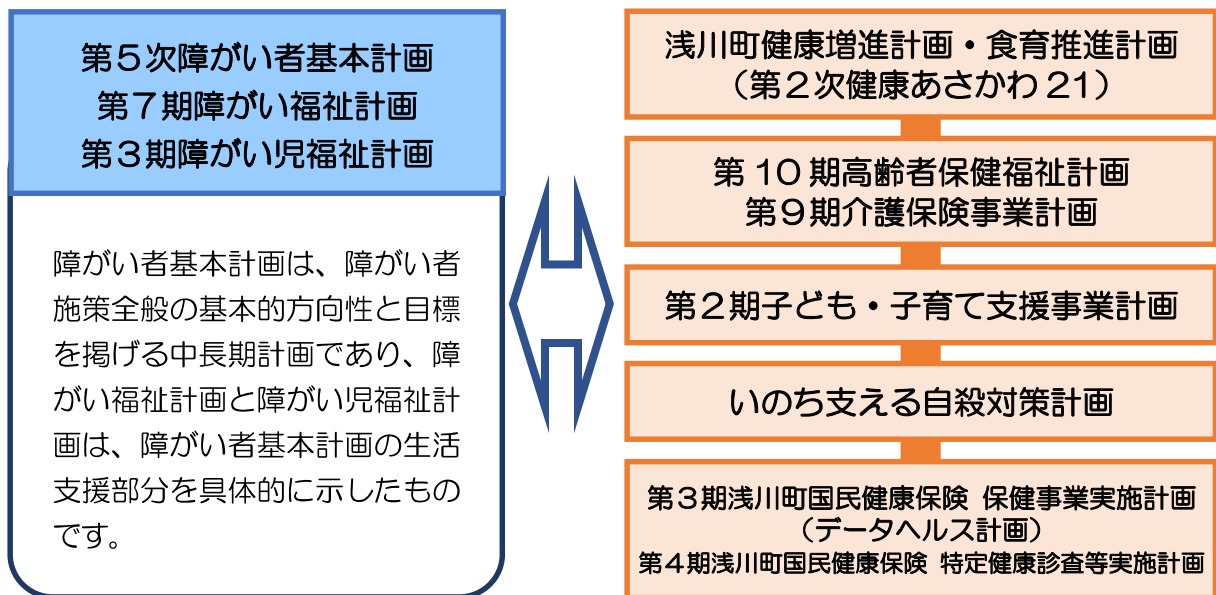 第５次障がい者基本計画
第７期障がい福祉計画
第３期障がい児福祉計画
障がい者基本計画は、障がい者
施策全般の基本的方向性と目標
を掲げる中長期計画であり、障
がい福祉計画と障がい児福祉計
画は、障がい者基本計画の生活
支援部分を具体的に示したもの
です。
浅川町健康増進計画・食育推進計画
（第２次健康あさかわ 21）
第 10 期高齢者保健福祉計画
第９期介護保険事業計画
第２期子ども・子育て支援事業計画
いのち支える自殺対策計画
第３期浅川町国民健康保険 保健事業実施計画
（データヘルス計画）
第４期浅川町国民健康保険 特定健康診査等実施計画